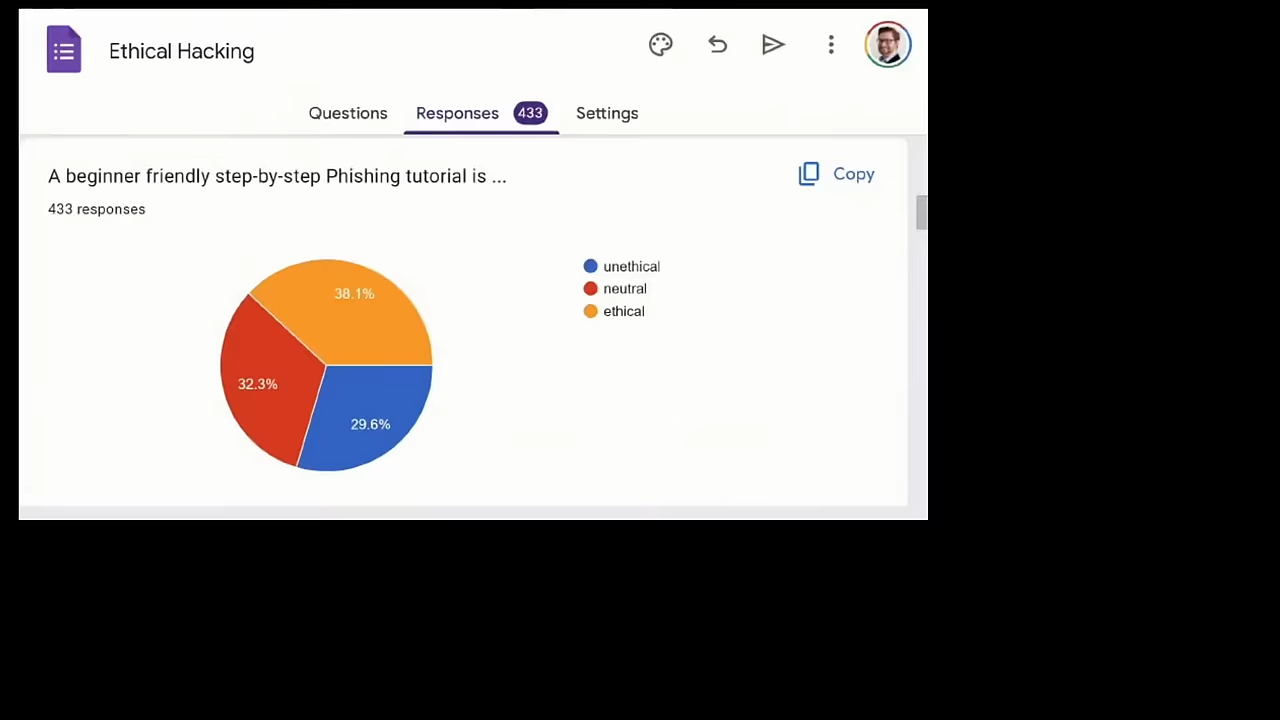 Ethical Hacking
Questions Responses 433 Settings
A beginner friendly step-by-step Phishing tutorial is ...
Copy
433 responses
unethical
neutral
ethical
38.1%
32.3%
29.6%